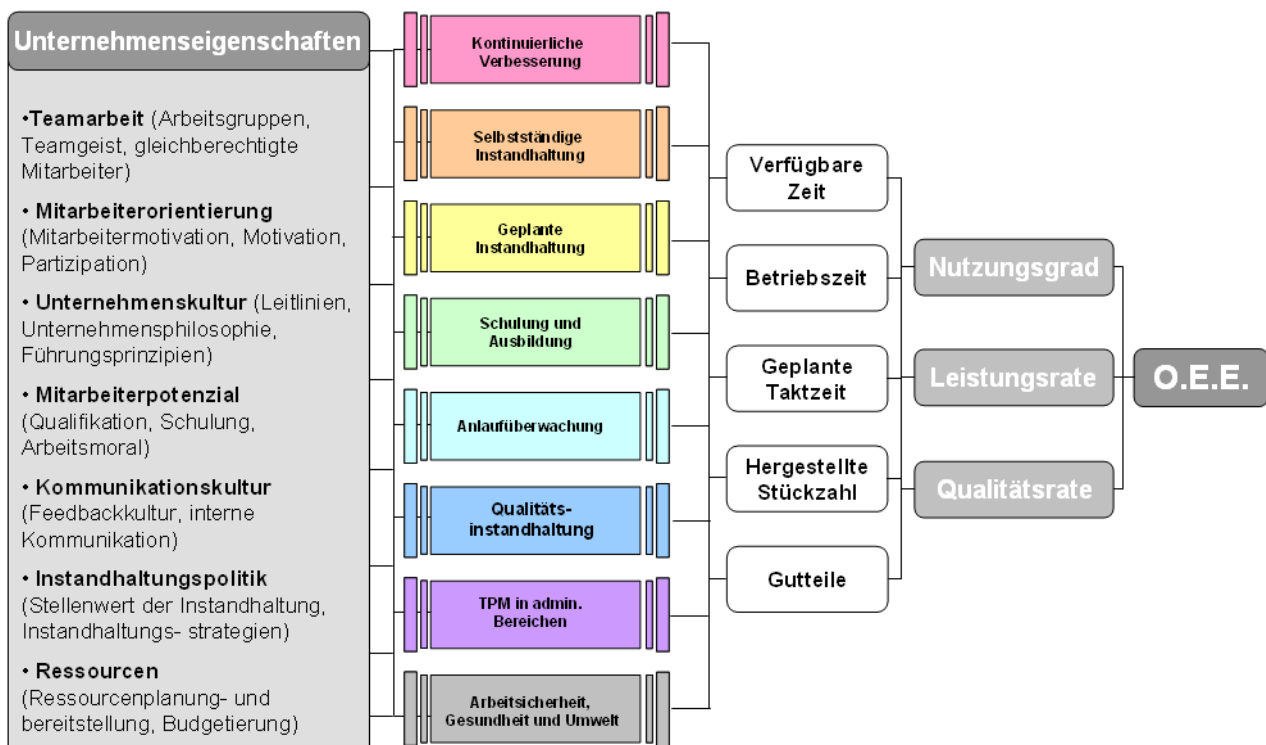 Unternehmenseigenschaften
•Teamarbeit (Arbeitsgruppen,
Teamgeist, gleichberechtigte
Mitarbeiter)
• Mitarbeiterorientierung
(Mitarbeitermotivation, Motivation,
Partizipation)
• Unternehmenskultur (Leitlinien,
Unternehmensphilosophie,
Führungsprinzipien)
• Mitarbeiterpotenzial
(Qualifikation, Schulung,
Arbeitsmoral)
• Kommunikationskultur
(Feedbackkultur, interne
Kommunikation)
• Instandhaltungspolitik
(Stellenwert der Instandhaltung,
Instandhaltungs- strategien)
• Ressourcen
(Ressourcenplanung- und
bereitstellung, Budgetierung)
Kontinuierliche
Verbesserung
Selbstständige
Instandhaltung
Geplante
Instandhaltung
Schulung und
Ausbildung
Anlaufüberwachung
Qualitäts-
instandhaltung
TPM in admin.
Bereichen
Arbeitsicherheit,
Gesundheit und Umwelt
Verfügbare
Zeit
Betriebszeit
Geplante
Taktzeit
Hergestellte
Stückzahl
Gutteile
Nutzungsgrad
Leistungsrate
Qualitätsrate
O.E.E.